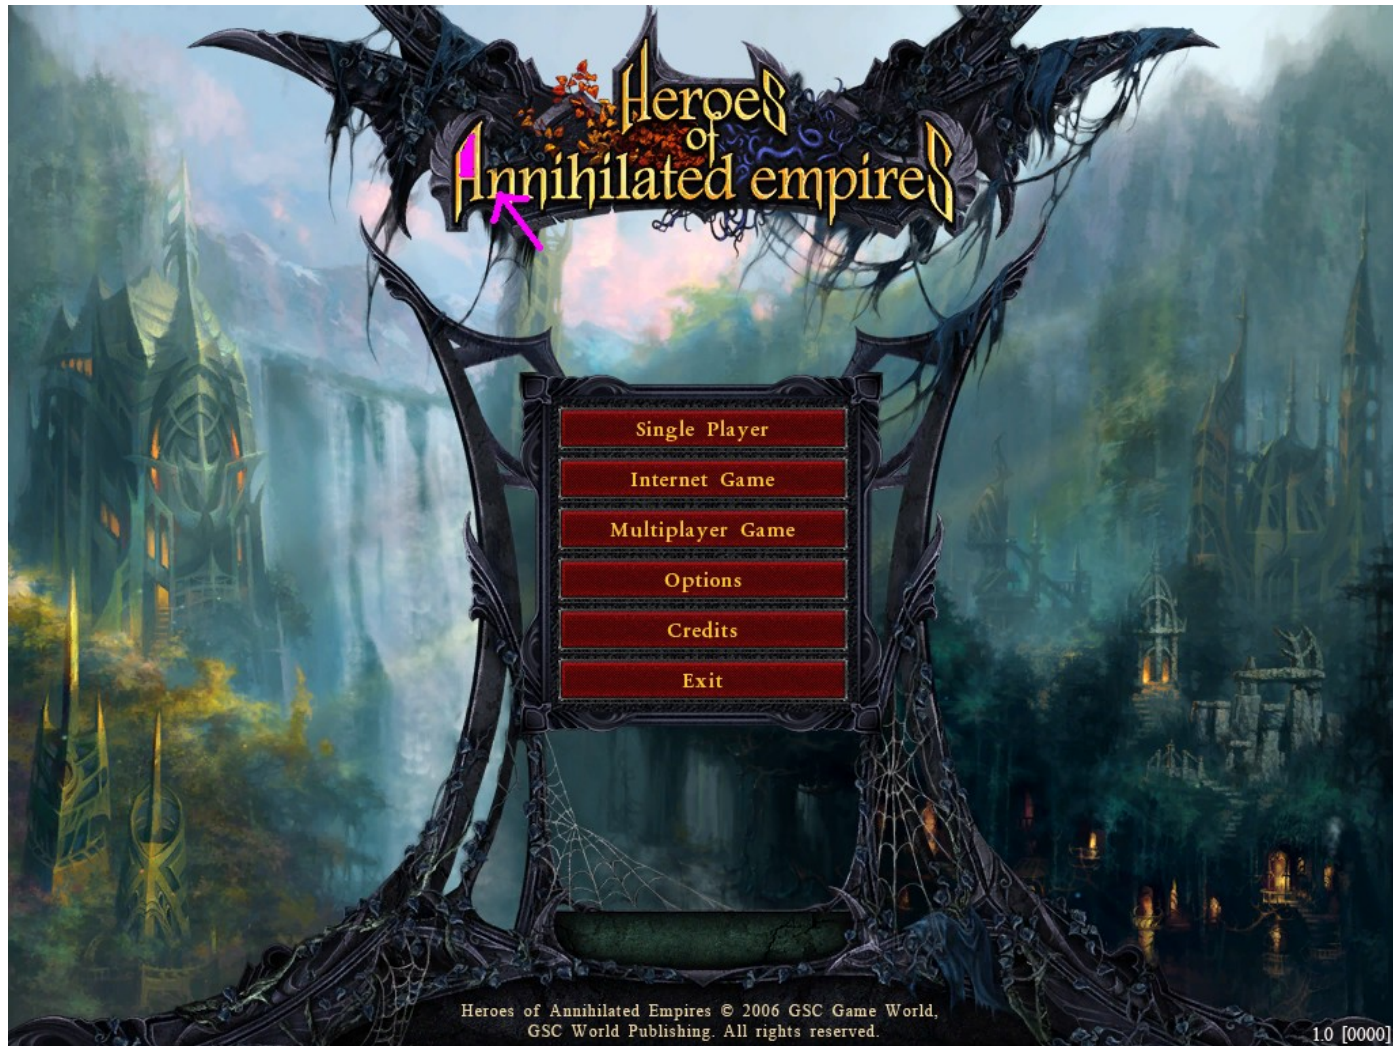 Heroes
of
Annihilated empires
Single Player
Internet Game
Multiplayer Game
Options
Credits
Exit
Heroes of Annihilated Empires © 2006 GSC Game World,
GSC World Publishing. All rights reserved.
1.0 [0000]